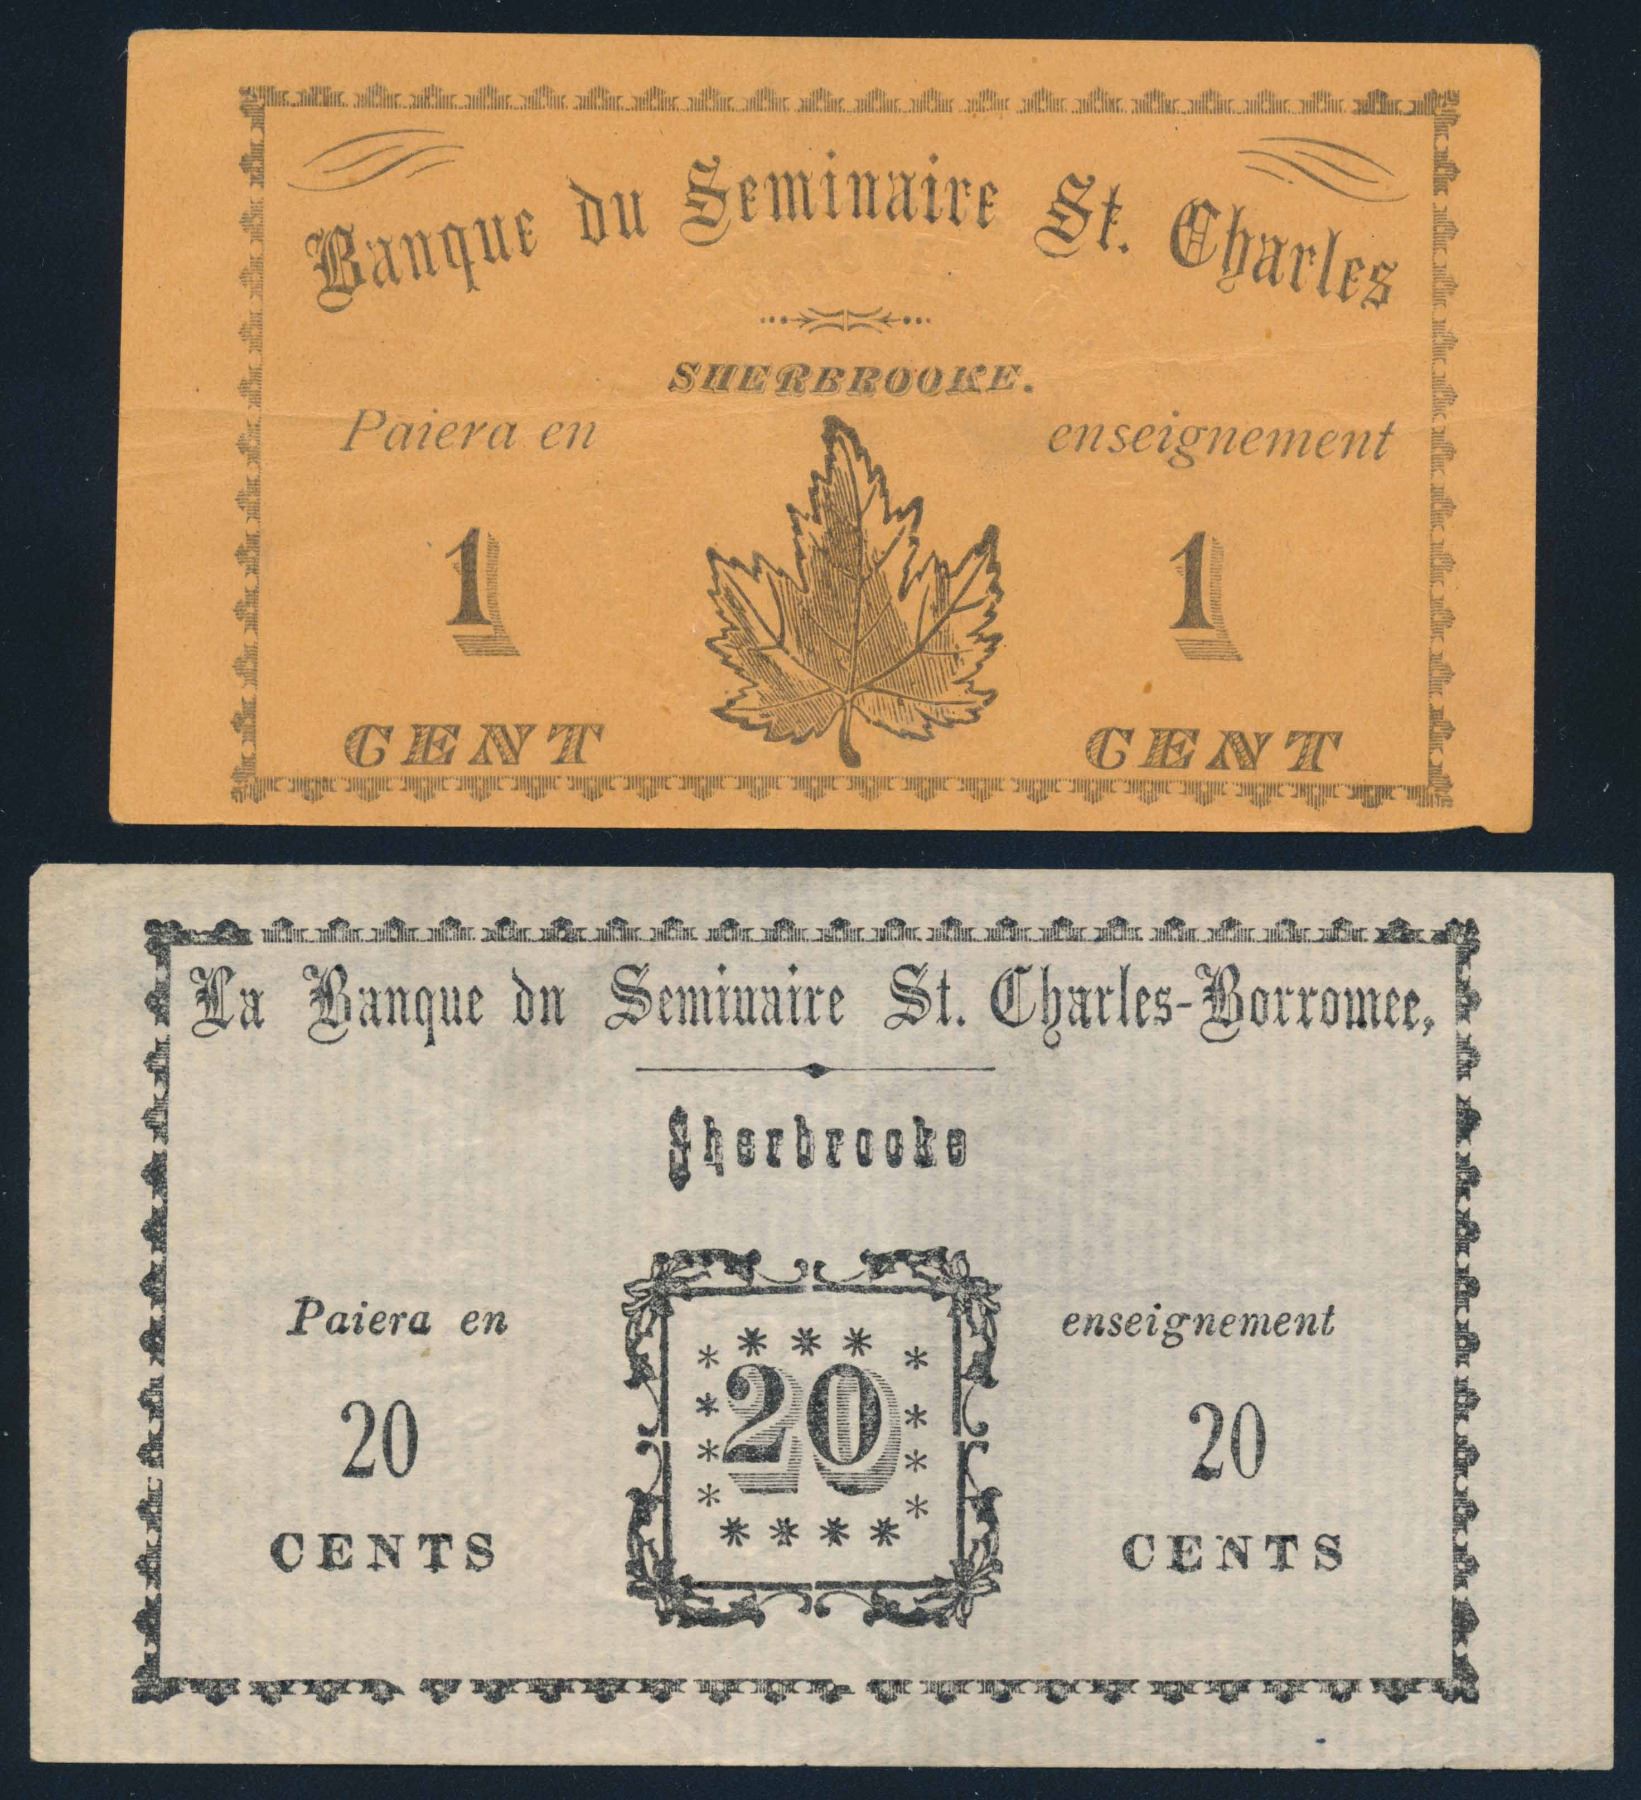 Banque du Seminaire St. Charles
SHERBROOKE.
Paiera en enseignement
1 1
CENT CENT
La Banque du Seminaire St. Charles-Borromee,
Sherbrooke
Paiera en enseignement
20 20 20
CENTS CENTS